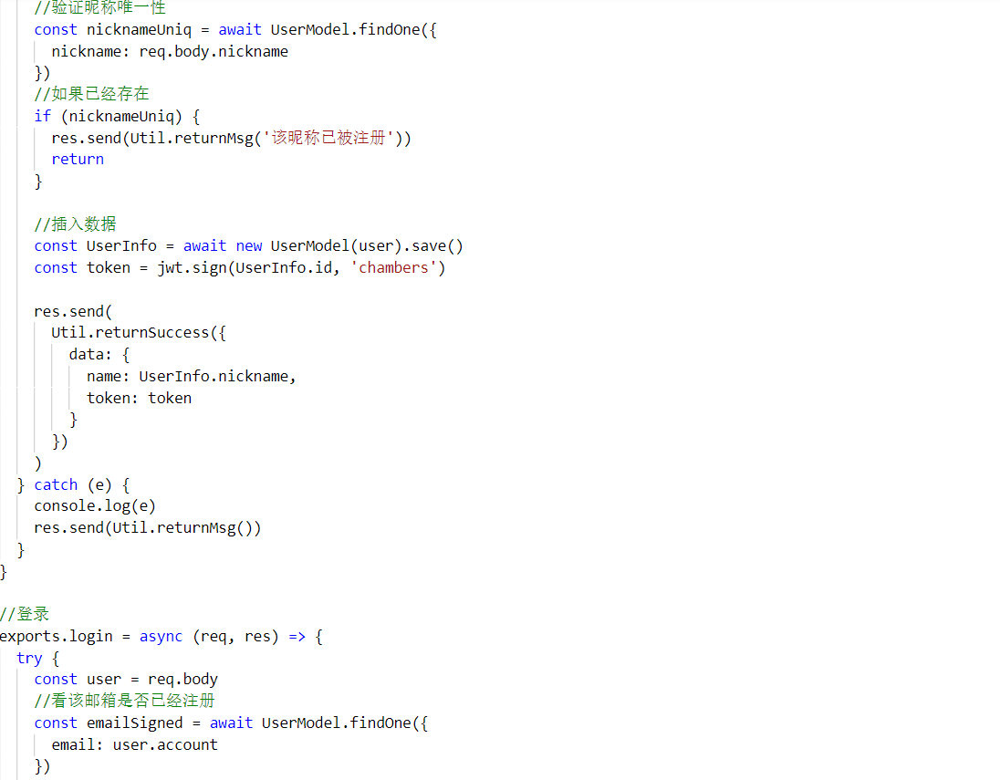 //验证昵称唯一性
const nicknameUniq = await UserModel.findOne({
nickname: req.body.nickname
})
//如果已经存在
if (nicknameUniq) {
res.send(Util.returnMsg('该昵称已被注册'))
return
}
//插入数据
const UserInfo = await new UserModel(user).save()
const token = jwt.sign(UserInfo.id, 'chambers')
res.send(
Util.returnSuccess({
data: {
name: UserInfo.nickname,
token: token
}
})
)
} catch (e) {
console.log(e)
res.send(Util.returnMsg())
}
}
//登录
exports.login = async (req, res) => {
try {
const user = req.body
//看该邮箱是否已经注册
const emailSigned = await UserModel.findOne({
email: user.account
})